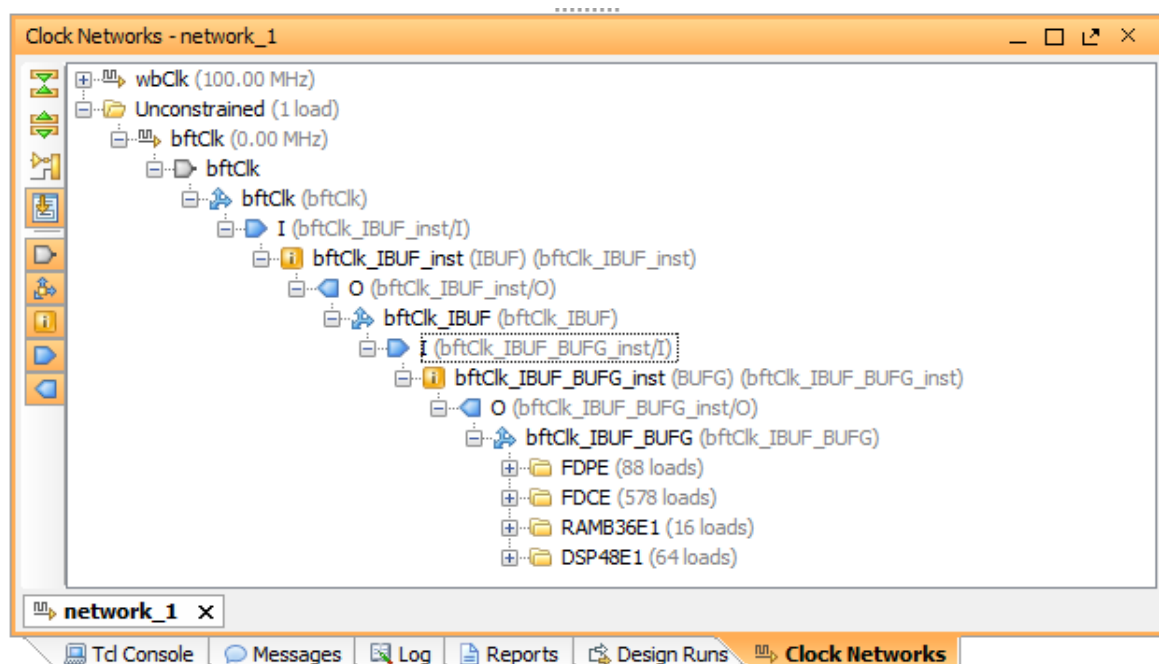 Clock Networks - network_1
wbClk (100.00 MHz)
Unconstrained (1 load)
bftClk (0.00 MHz)
bftClk
bftClk (bftClk)
I (bftClk_IBUF_inst/I)
bftClk_IBUF_inst (IBUF) (bftClk_IBUF_inst)
O (bftClk_IBUF_inst/O)
bftClk_IBUF (bftClk_IBUF)
I (bftClk_IBUF_BUFG_inst/I)
bftClk_IBUF_BUFG_inst (BUFG) (bftClk_IBUF_BUFG_inst)
O (bftClk_IBUF_BUFG_inst/O)
bftClk_IBUF_BUFG (bftClk_IBUF_BUFG)
FDPE (88 loads)
FDCE (578 loads)
RAMB36E1 (16 loads)
DSP48E1 (64 loads)
network_1
Tcl Console Messages Log Reports Design Runs Clock Networks